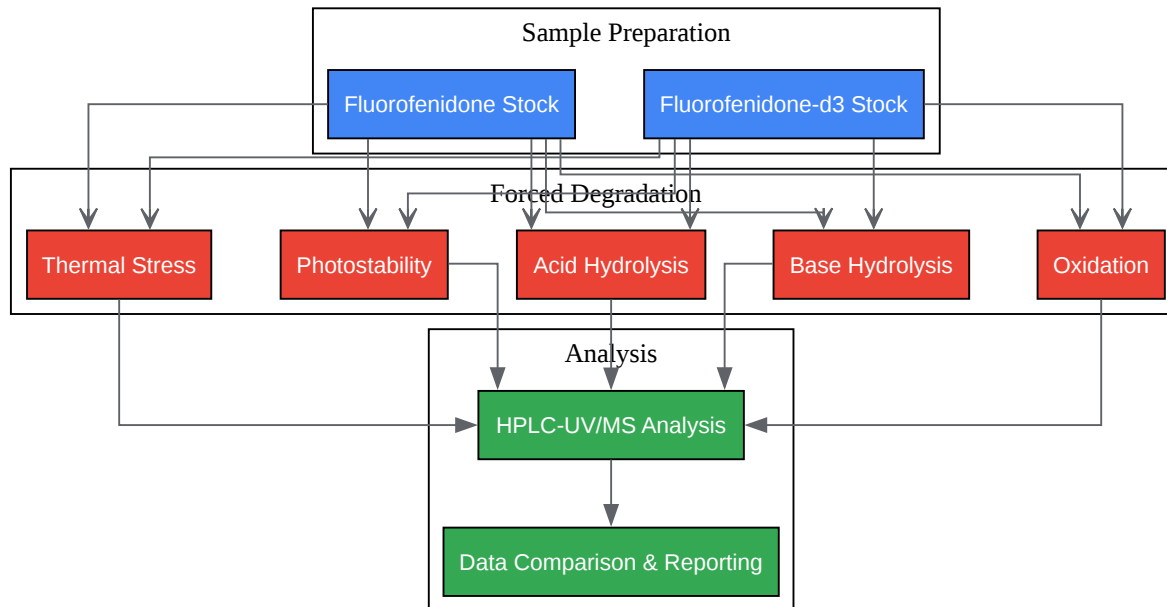 Sample Preparation
Fluorofenidone Stock
Fluorofenidone-d3 Stock
Forced Degradation
Thermal Stress
Photostability
Acid Hydrolysis
Base Hydrolysis
Oxidation
Analysis
HPLC-UV/MS Analysis
Data Comparison & Reporting